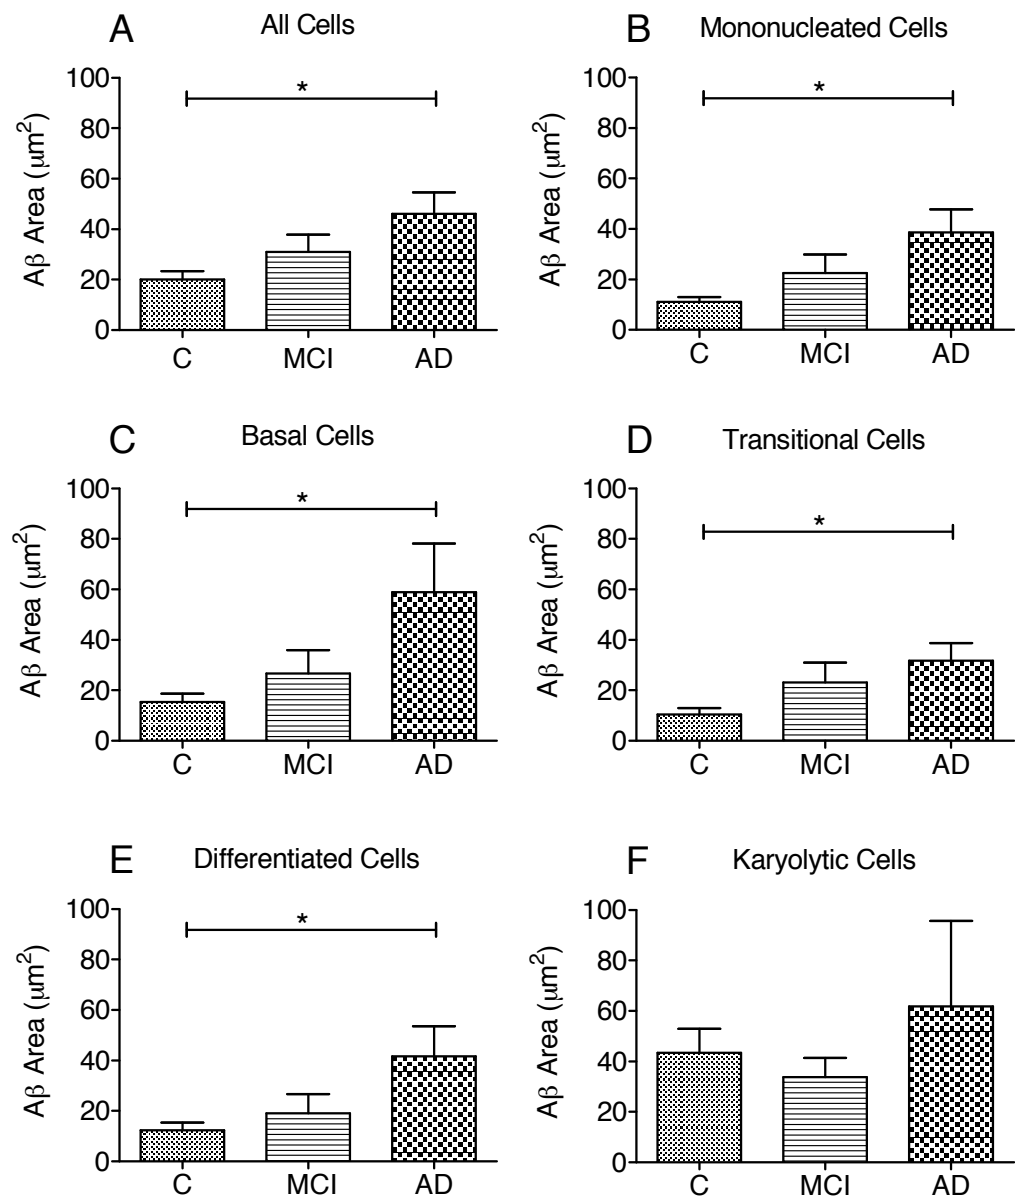 A All Cells
Aβ Area (μm²)
100
80
60
40
20
0
*
C MCI AD
B Mononucleated Cells
Aβ Area (μm²)
100
80
60
40
20
0
*
C MCI AD
C Basal Cells
Aβ Area (μm²)
100
80
60
40
20
0
*
C MCI AD
D Transitional Cells
Aβ Area (μm²)
100
80
60
40
20
0
*
C MCI AD
E Differentiated Cells
Aβ Area (μm²)
100
80
60
40
20
0
*
C MCI AD
F Karyolytic Cells
Aβ Area (μm²)
100
80
60
40
20
0
C MCI AD